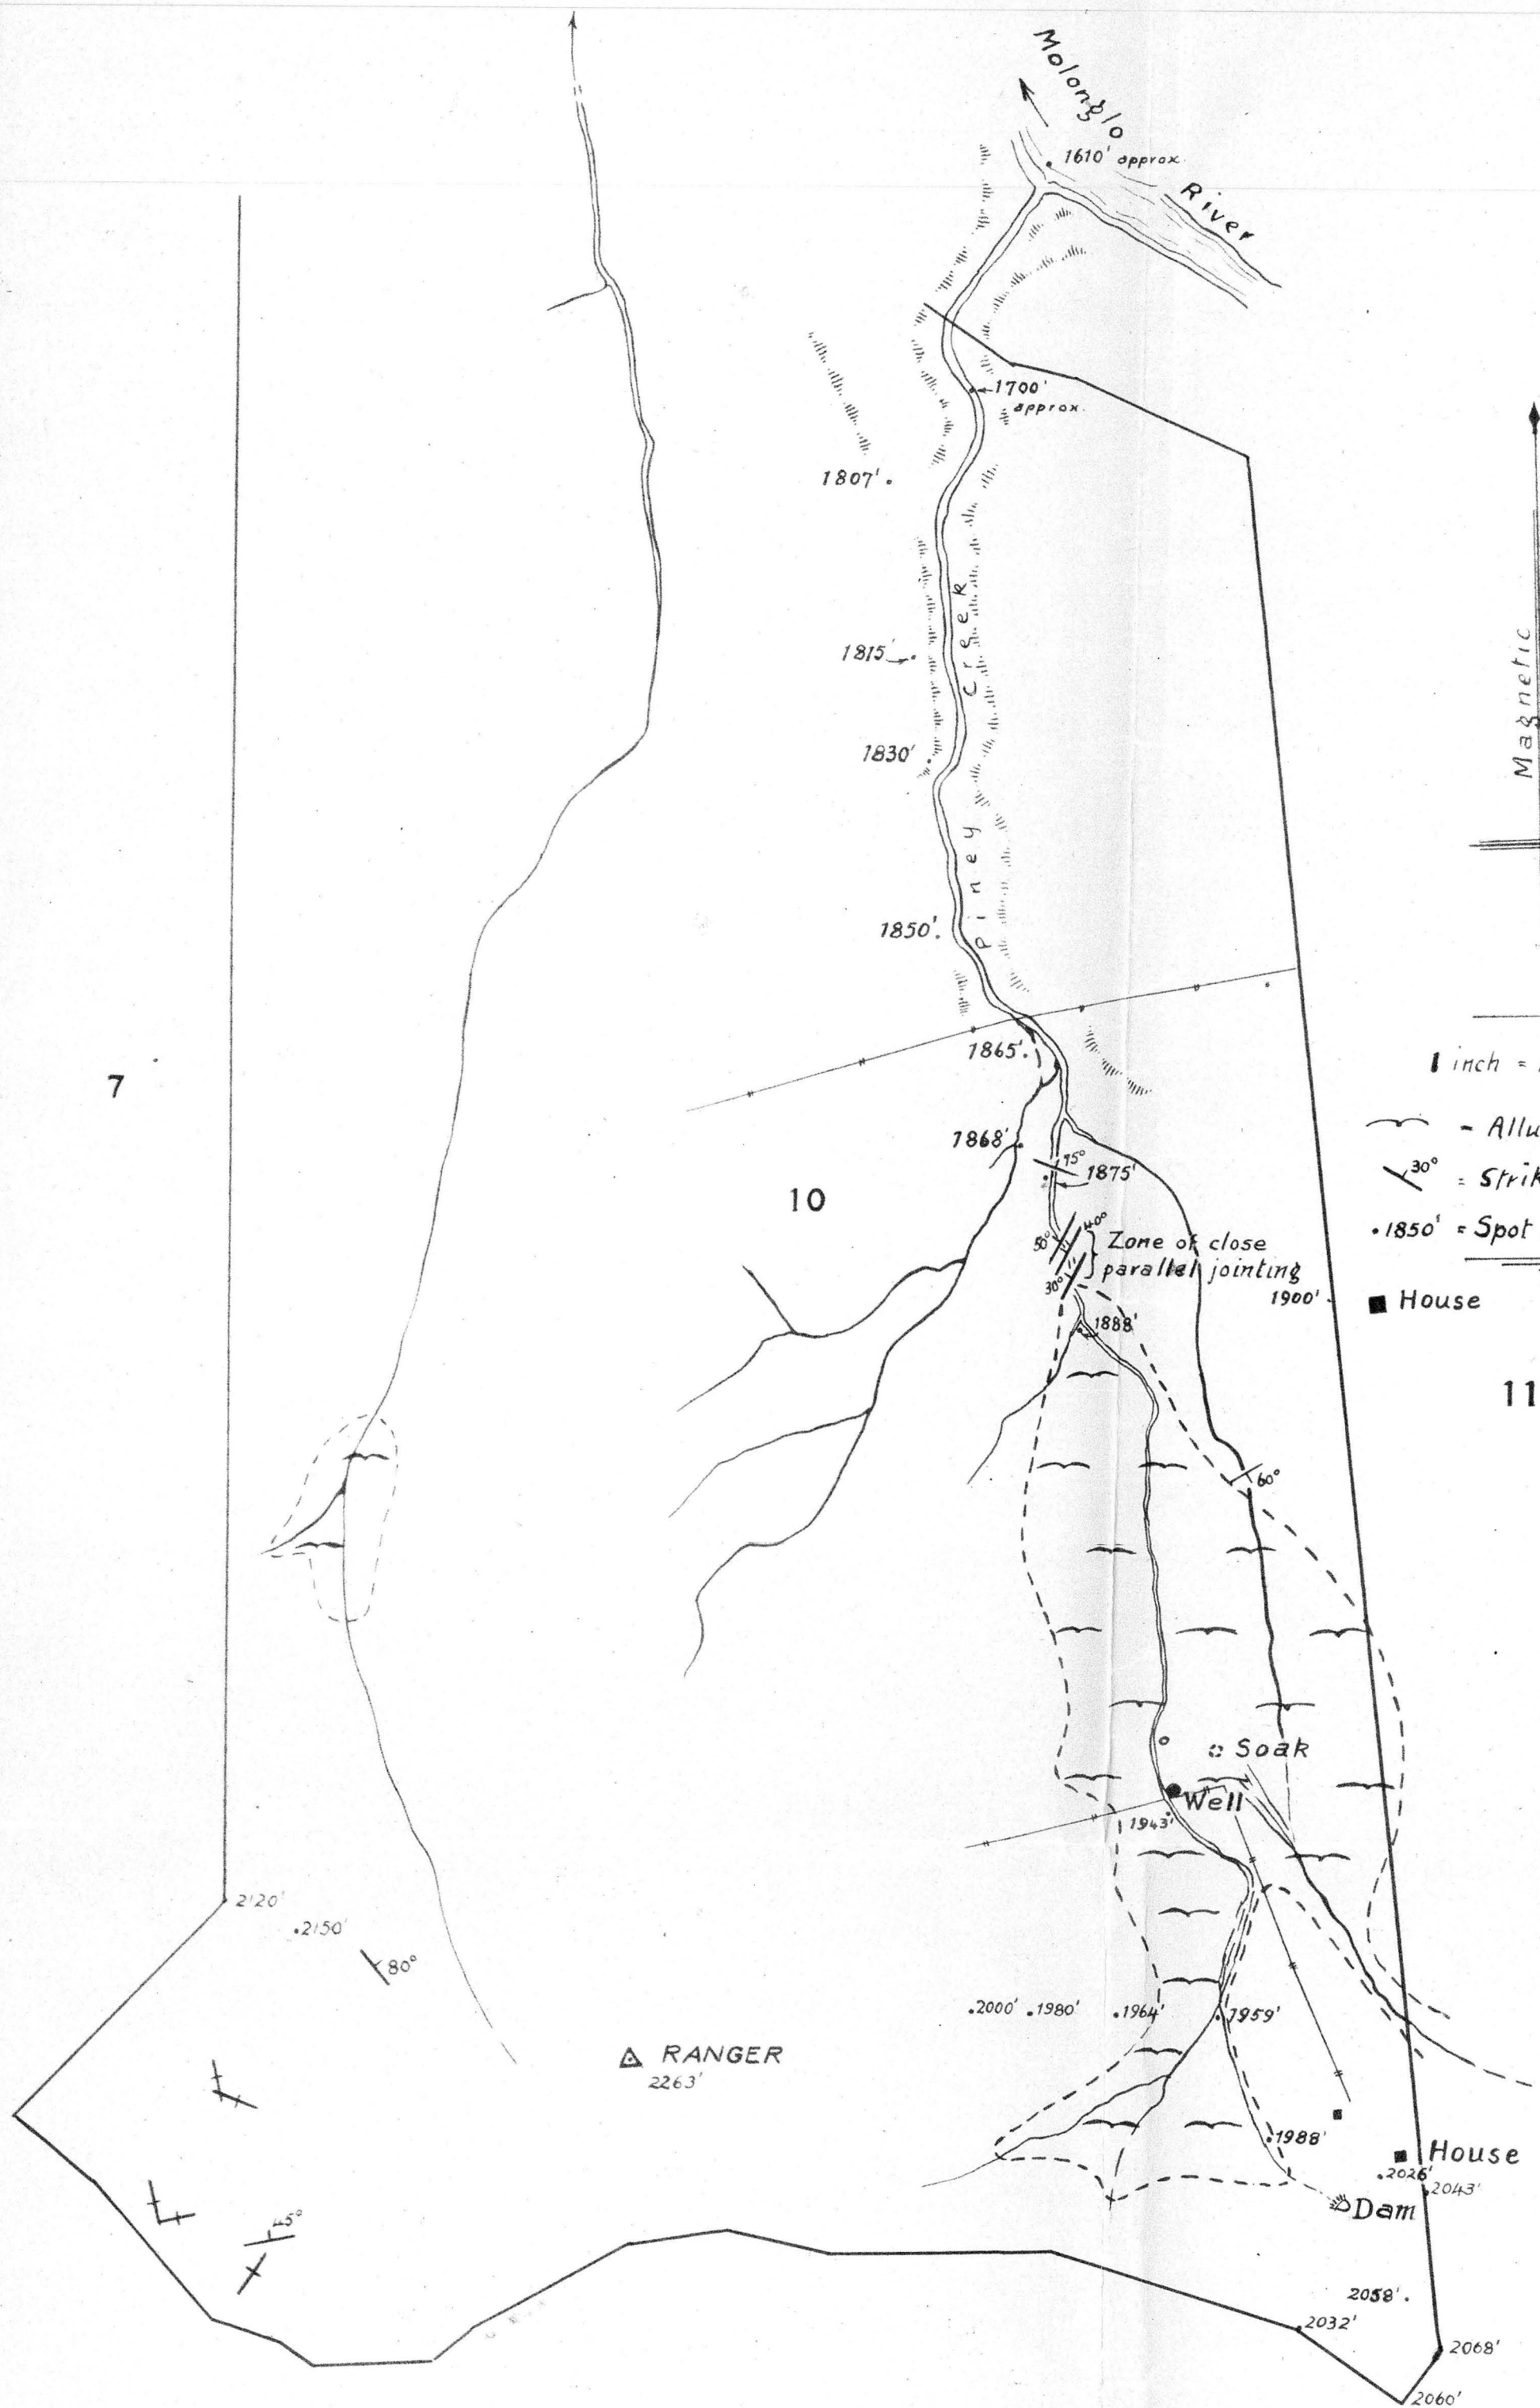 Molonglo
River
1610' approx.
1700'
approx.
1807'
Magnetic
Creek
1815'
1830'
Piney
1850'
1865'
1 inch =
7
- Allu
1868'
75°
1875'
30°
= Strik
10
.1850' = Spot
40°
50°
Zone of close
parallel jointing
30°
1900'
House
1888'
11
60°
Soak
Well
1943'
2120'
.2150'
80°
.2000'
.1980'
.1964'
1959'
RANGER
2263'
1988'
House
.2026'
2043'
Dam
45°
2058'.
2032'
2068'
2060'